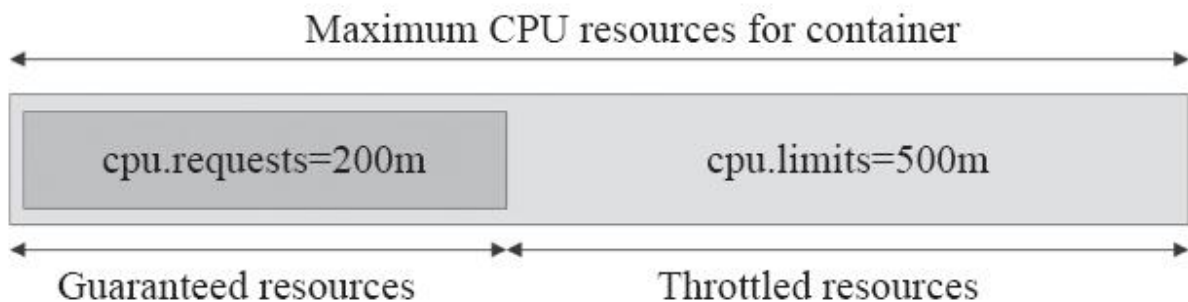 Maximum CPU resources for container
cpu.requests=200m
cpu.limits=500m
Guaranteed resources
Throttled resources